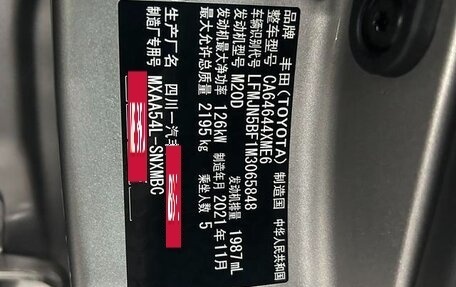 品牌 丰田(TOYOTA) 制造国 中华人民共和国
整车型号 CA64644XME6
车辆识别代号 LFMJN5BF1M3065848
发动机型号 M20D 发动机排量 1987mL
发动机最大净功率 126kW 制造年月 2021年11月
最大允许总质量 2195kg 乘坐人数 5
生产厂名 四川一汽丰
制造厂专用号 MXAA54L-SNXMBC